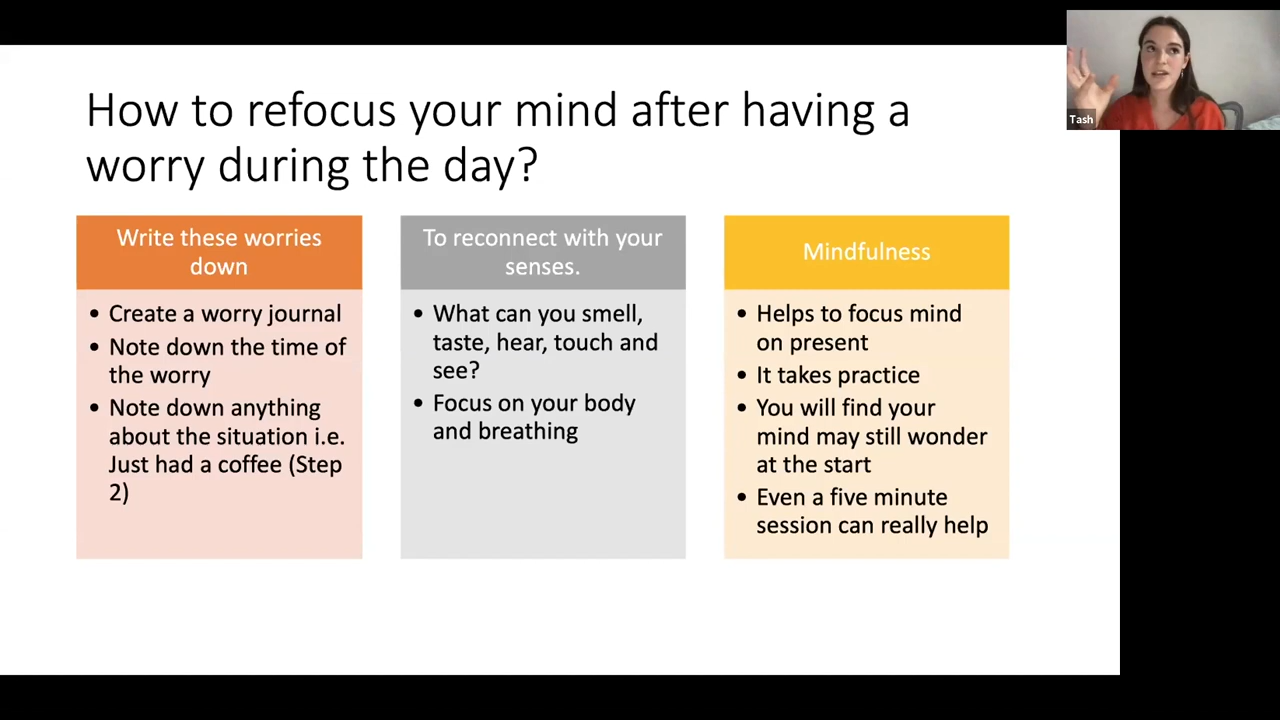 How to refocus your mind after having a
worry during the day?
Write these worries
down
• Create a worry journal
• Note down the time of
the worry
• Note down anything
about the situation i.e.
Just had a coffee (Step
2)
To reconnect with your
senses.
• What can you smell,
taste, hear, touch and
see?
• Focus on your body
and breathing
Mindfulness
• Helps to focus mind
on present
• It takes practice
• You will find your
mind may still wonder
at the start
• Even a five minute
session can really help
Tash